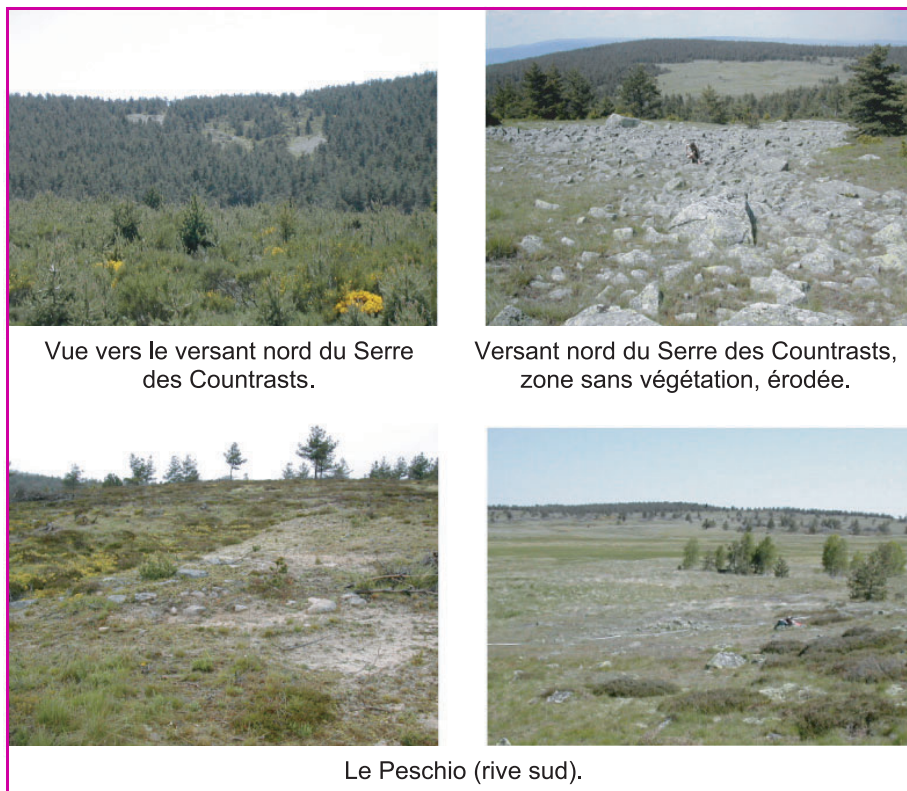 Vue vers le versant nord du Serre
des Countrasts.
Versant nord du Serre des Countrasts,
zone sans végétation, érodée.
Le Peschio (rive sud).